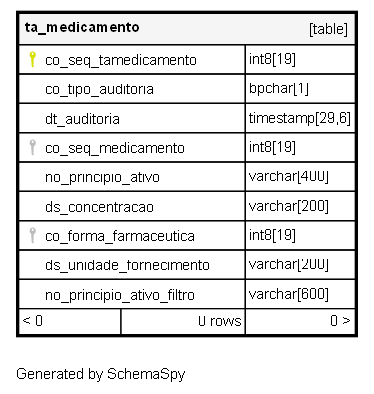 ta_medicamento [table]
co_seq_tamedicamento int8[19]
co_tipo_auditoria bpchar[1]
dt_auditoria timestamp[29,6]
co_seq_medicamento int8[19]
no_principio_ativo varchar[400]
ds_concentracao varchar[200]
co_forma_farmaceutica int8[19]
ds_unidade_fornecimento varchar[200]
no_principio_ativo_filtro varchar[600]
< 0 0 rows 0 >
Generated by SchemaSpy